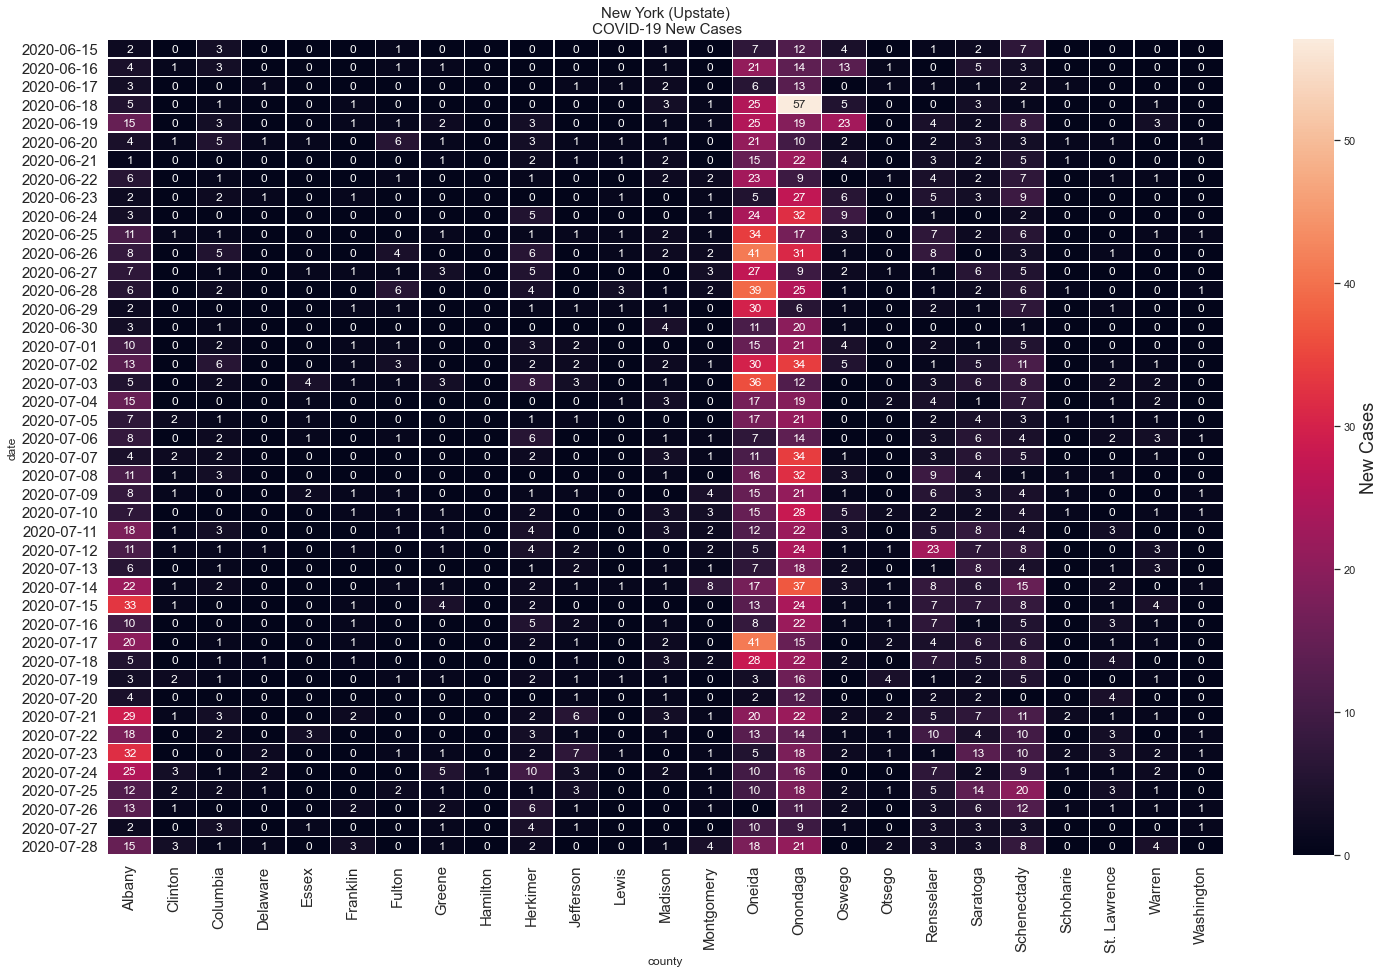 New York (Upstate)
COVID-19 New Cases
2020-06-15 2 0 3 0 0 0 1 0 0 0 0 0 1 0 7 12 4 0 1 2 7 0 0 0 0
2020-06-16 4 1 3 0 0 0 1 1 0 0 0 0 1 0 21 14 13 1 0 5 3 0 0 0 0
2020-06-17 3 0 0 1 0 0 0 0 0 0 1 1 2 0 6 13 0 1 1 1 2 1 0 0 0
2020-06-18 5 0 1 0 0 1 0 0 0 0 0 0 3 1 25 57 5 0 0 3 1 0 0 1 0
2020-06-19 15 0 3 0 0 1 1 2 0 3 0 0 1 1 25 19 23 0 4 2 8 0 0 3 0
2020-06-20 4 1 5 1 1 0 6 1 0 3 1 1 1 0 21 10 2 0 2 3 3 1 1 0 1
2020-06-21 1 0 0 0 0 0 0 1 0 2 1 1 2 0 15 22 4 0 3 2 5 1 0 0 0
2020-06-22 6 0 1 0 0 0 1 0 0 1 0 0 2 2 23 9 0 1 4 2 7 0 1 1 0
2020-06-23 2 0 2 1 0 1 0 0 0 0 0 1 0 1 5 27 6 0 5 3 9 0 0 0 0
2020-06-24 3 0 0 0 0 0 0 0 0 5 0 0 0 1 24 32 9 0 1 0 2 0 0 0 0
2020-06-25 11 1 1 0 0 0 0 1 0 1 1 1 2 1 34 17 3 0 7 2 6 0 0 1 1
2020-06-26 8 0 5 0 0 0 4 0 0 6 0 1 2 2 41 31 1 0 8 0 3 0 1 0 0
2020-06-27 7 0 1 0 1 1 1 3 0 5 0 0 0 3 27 9 2 1 1 6 5 0 0 0 0
2020-06-28 6 0 2 0 0 0 6 0 0 4 0 3 1 2 39 25 1 0 1 2 6 1 0 0 1
2020-06-29 2 0 0 0 0 1 1 0 0 1 1 1 1 0 30 6 1 0 2 1 7 0 1 0 0
2020-06-30 3 0 1 0 0 0 0 0 0 0 0 0 4 0 11 20 1 0 0 0 1 0 0 0 0
2020-07-01 10 0 2 0 0 1 1 0 0 3 2 0 0 0 15 21 4 0 2 1 5 0 0 0 0
2020-07-02 13 0 6 0 0 1 3 0 0 2 2 0 2 1 30 34 5 0 1 5 11 0 1 1 0
2020-07-03 5 0 2 0 4 1 1 3 0 8 3 0 1 0 36 12 0 0 3 6 8 0 2 2 0
2020-07-04 15 0 0 0 1 0 0 0 0 0 0 1 3 0 17 19 0 2 4 1 7 0 1 2 0
2020-07-05 7 2 1 0 1 0 0 0 0 1 1 0 0 0 17 21 0 0 2 4 3 1 1 1 0
2020-07-06 8 0 2 0 1 0 1 0 0 6 0 0 1 1 7 14 0 0 3 6 4 0 2 3 1
2020-07-07 4 2 2 0 0 0 0 0 0 2 0 0 3 1 11 34 1 0 3 6 5 0 0 1 0
2020-07-08 11 1 3 0 0 0 0 0 0 1 0 0 1 0 16 32 3 0 9 4 1 1 1 0 0
2020-07-09 8 1 0 0 2 1 1 0 0 1 1 0 0 4 15 21 1 0 6 3 4 1 0 0 1
2020-07-10 7 0 0 0 0 1 1 1 0 2 0 0 3 3 15 28 5 2 2 2 4 1 0 1 1
2020-07-11 18 1 3 0 0 0 1 1 0 4 0 0 3 2 12 22 3 0 5 8 4 0 3 0 0
2020-07-12 11 1 1 1 0 1 0 1 0 4 2 0 0 2 5 24 1 1 23 7 8 0 0 3 0
2020-07-13 6 0 1 0 0 0 0 0 0 1 2 0 1 1 7 18 2 0 1 8 4 0 1 3 0
2020-07-14 22 1 2 0 0 0 1 1 0 2 1 1 1 8 17 37 3 1 8 6 15 0 2 0 1
2020-07-15 33 1 0 0 0 1 0 4 0 2 0 0 0 0 13 24 1 1 7 7 8 0 1 4 0
2020-07-16 10 0 0 0 0 1 0 0 0 5 2 0 1 0 8 22 1 1 7 1 5 0 3 1 0
2020-07-17 20 0 1 0 0 1 0 0 0 2 1 0 2 0 41 15 0 2 4 6 6 0 1 1 0
2020-07-18 5 0 1 1 0 1 0 0 0 0 1 0 3 2 28 22 2 0 7 5 8 0 4 0 0
2020-07-19 3 2 1 0 0 0 1 1 0 2 1 1 1 0 3 16 0 4 1 2 5 0 0 1 0
2020-07-20 4 0 0 0 0 0 0 0 0 0 1 0 1 0 2 12 0 0 2 2 0 0 4 0 0
2020-07-21 29 1 3 0 0 2 0 0 0 2 6 0 3 1 20 22 2 2 5 7 11 2 1 1 0
2020-07-22 18 0 2 0 3 0 0 0 0 3 1 0 1 0 13 14 1 1 10 4 10 0 3 0 1
2020-07-23 32 0 0 2 0 0 1 1 0 2 7 1 0 1 5 18 2 1 1 13 10 2 3 2 1
2020-07-24 25 3 1 2 0 0 0 5 1 10 3 0 2 1 10 16 0 0 7 2 9 1 1 2 0
2020-07-25 12 2 2 1 0 0 2 1 0 1 3 0 0 1 10 18 2 1 5 14 20 0 3 1 0
2020-07-26 13 1 0 0 0 2 0 2 0 6 1 0 0 1 0 11 2 0 3 6 12 1 1 1 1
2020-07-27 2 0 3 0 1 0 0 1 0 4 1 0 0 0 10 9 1 0 3 3 3 0 0 0 1
2020-07-28 15 3 1 1 0 3 0 1 0 2 0 0 1 4 18 21 0 2 3 3 8 0 0 4 0
date
Albany Clinton Columbia Delaware Essex Franklin Fulton Greene Hamilton Herkimer Jefferson Lewis Madison Montgomery Oneida Onondaga Oswego Otsego Rensselaer Saratoga Schenectady Schoharie St. Lawrence Warren Washington
county
50
40
30
20
10
0
New Cases